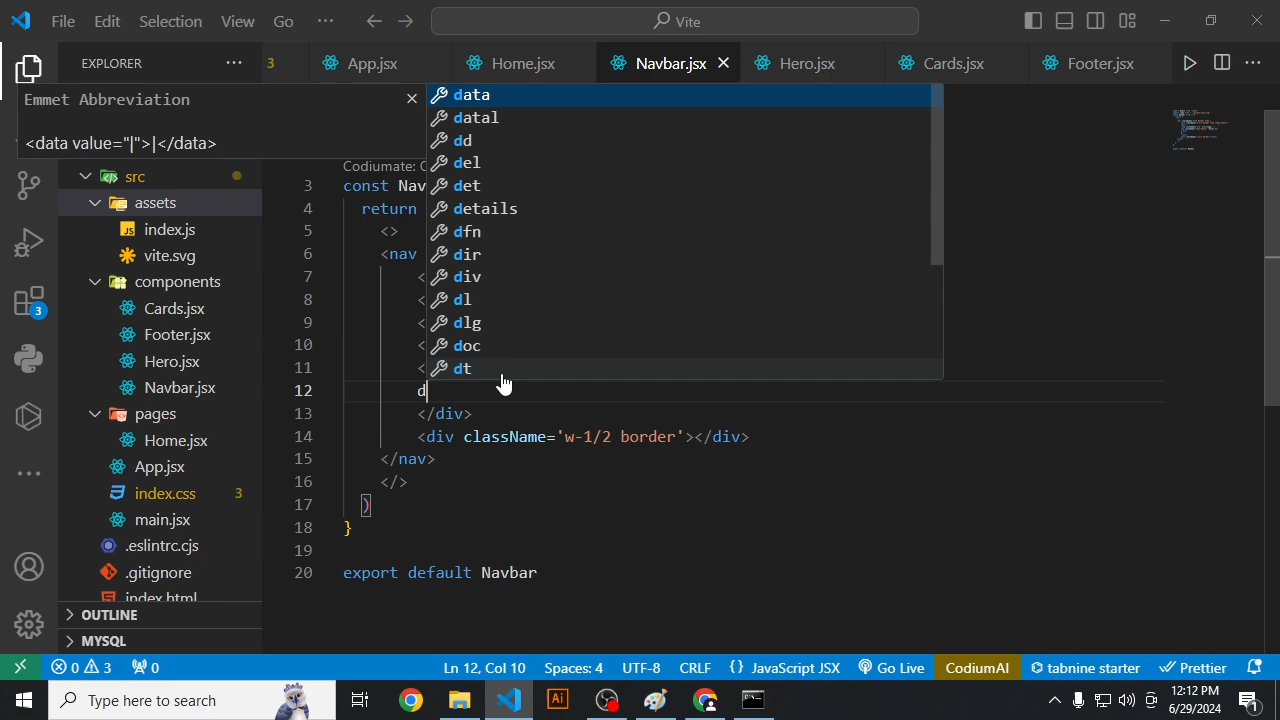 File Edit Selection View Go ··· Vite
EXPLORER ··· 3 App.jsx Home.jsx Navbar.jsx Hero.jsx Cards.jsx Footer.jsx ···
Emmet Abbreviation
<data value="|">|</data>
data
datal
dd
del
det
details
dfn
dir
div
dl
dlg
doc
dt
src
assets
index.js
vite.svg
components
Cards.jsx
Footer.jsx
Hero.jsx
Navbar.jsx
pages
Home.jsx
App.jsx
index.css 3
main.jsx
.eslintrc.cjs
.gitignore
index.html
OUTLINE
MYSQL
3
Codiumate: C
3 const Nav
4 return
5 <>
6 <nav
7 <
8 <
9 <
10 <
11 <
12 d
13 </div>
14 <div className='w-1/2 border'></div>
15 </nav>
16 </>
17 )
18 }
19
20 export default Navbar
0 3 0 Ln 12, Col 10 Spaces: 4 UTF-8 CRLF {} JavaScript JSX Go Live CodiumAI tabnine starter Prettier
Type here to search Ai 12:12 PM
6/29/2024 1